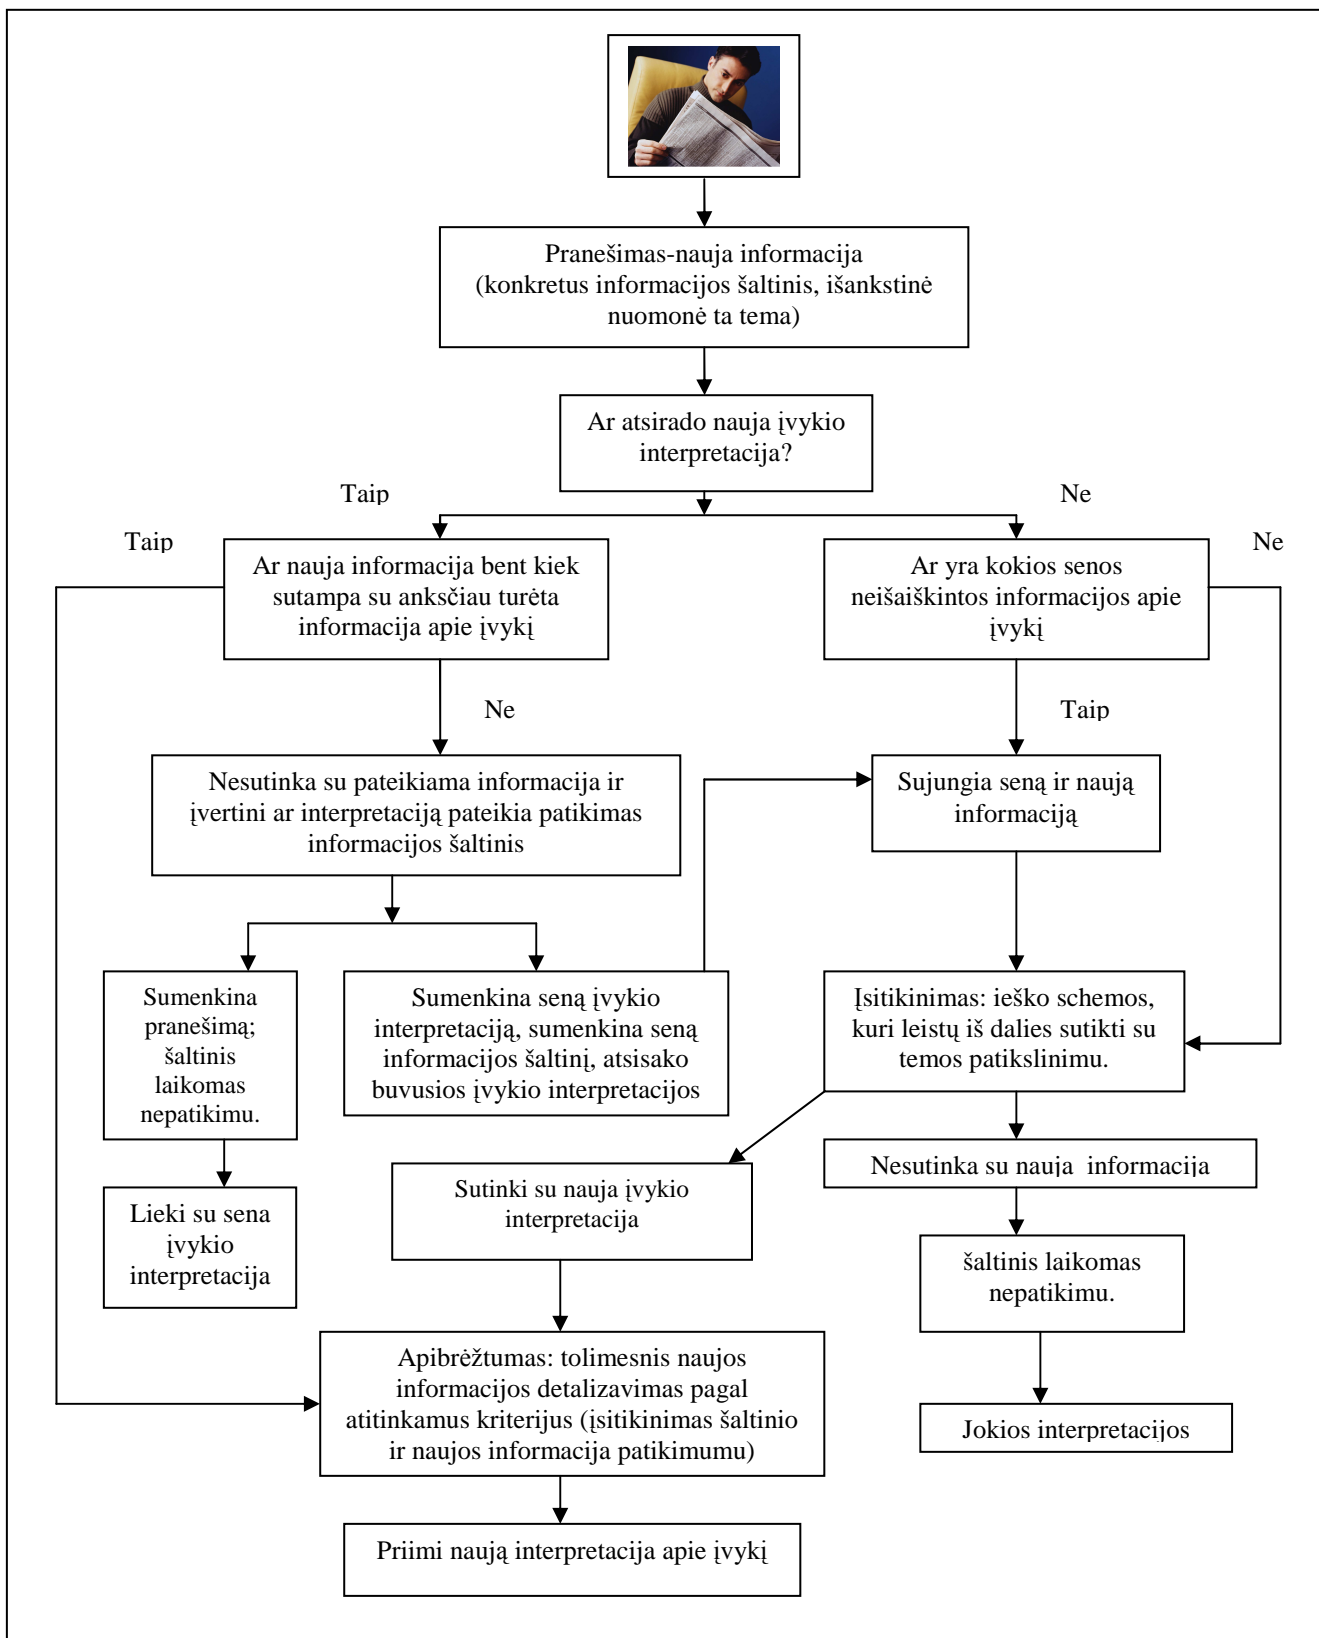 Pranešimas-nauja informacija
(konkretus informacijos šaltinis, išankstinė
nuomonė ta tema)
Ar atsirado nauja įvykio
interpretacija?
Taip
Ne
Taip
Ne
Ar nauja informacija bent kiek
sutampa su anksčiau turėta
informacija apie įvykį
Ar yra kokios senos
neišaiškintos informacijos apie
įvykį
Ne
Taip
Nesutinka su pateikiama informacija ir
įvertini ar interpretaciją pateikia patikimas
informacijos šaltinis
Sujungia seną ir naują
informaciją
Sumenkina
pranešimą;
šaltinis
laikomas
nepatikimu.
Sumenkina seną įvykio
interpretaciją, sumenkina seną
informacijos šaltinį, atsisako
buvusios įvykio interpretacijos
Įsitikinimas: ieško schemos,
kuri leistų iš dalies sutikti su
temos patikslinimu.
Nesutinka su nauja  informacija
Sutinki su nauja įvykio
interpretacija
Lieki su sena
įvykio
interpretacija
šaltinis laikomas
nepatikimu.
Apibrėžtumas: tolimesnis naujos
informacijos detalizavimas pagal
atitinkamus kriterijus (įsitikinimas šaltinio
ir naujos informacija patikimumu)
Jokios interpretacijos
Priimi naują interpretacija apie įvykį